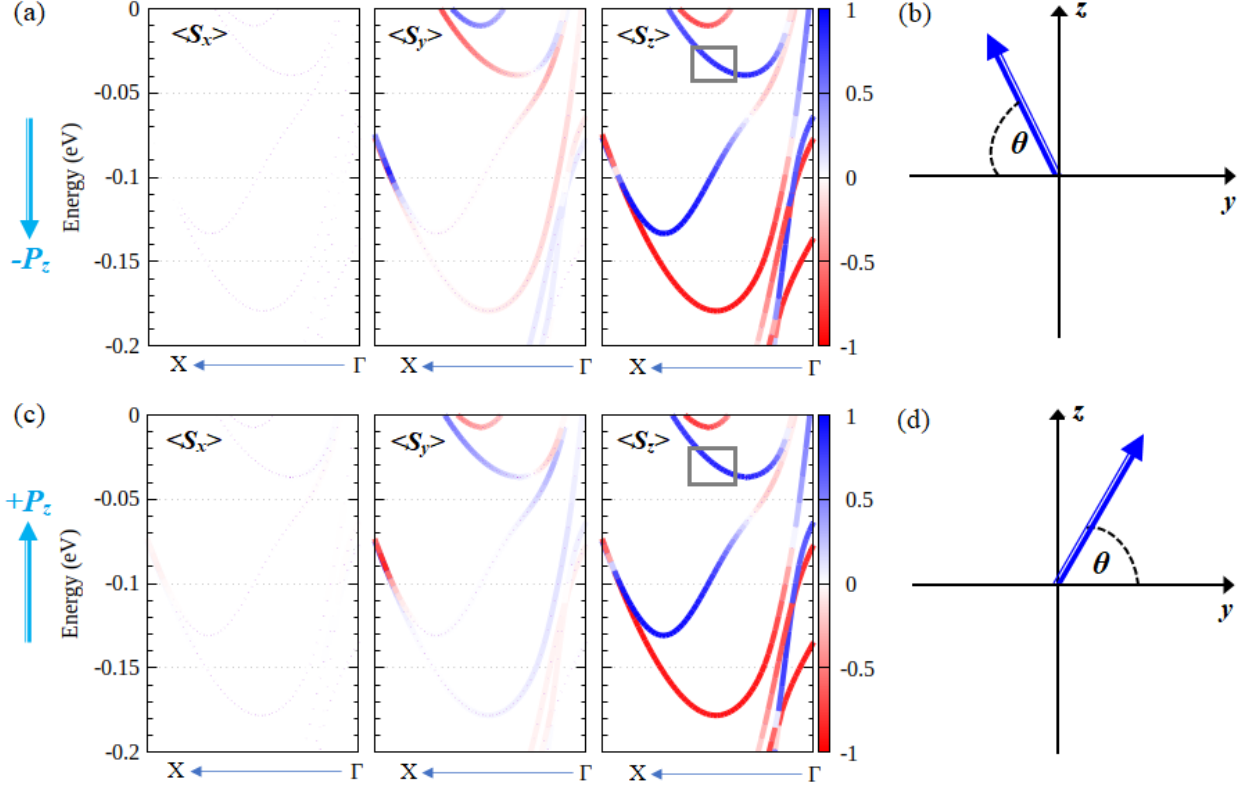 (a)
<Sx>
<Sy>
<Sz>
0
-0.05
-0.1
-0.15
-0.2
Energy (eV)
-Pz
X Γ
X Γ
X Γ
1
0.5
0
-0.5
-1
(b)
z
θ
y
(c)
<Sx>
<Sy>
<Sz>
0
-0.05
-0.1
-0.15
-0.2
Energy (eV)
+Pz
X Γ
X Γ
X Γ
1
0.5
0
-0.5
-1
(d)
z
θ
y